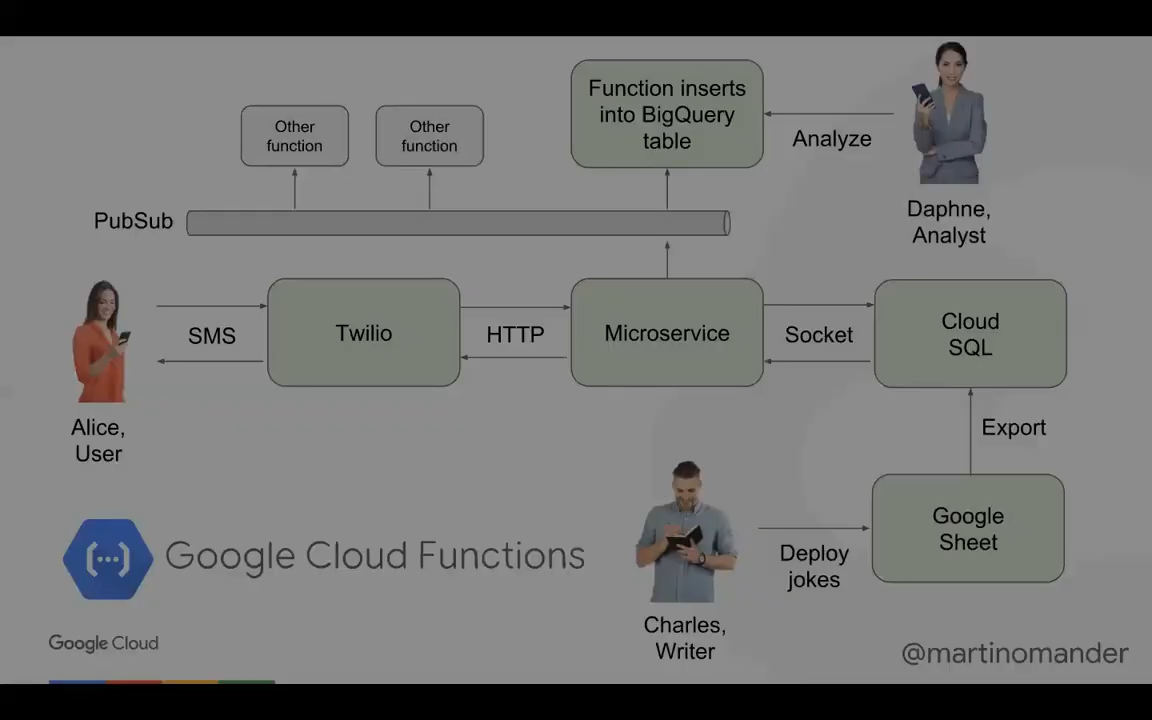 Function inserts
into BigQuery
table
Other
function
Other
function
Analyze
PubSub
Daphne,
Analyst
SMS
Twilio
HTTP
Microservice
Socket
Cloud
SQL
Alice,
User
Export
Google
Sheet
Deploy
jokes
Google Cloud Functions
Charles,
Writer
Google Cloud
@martinomander